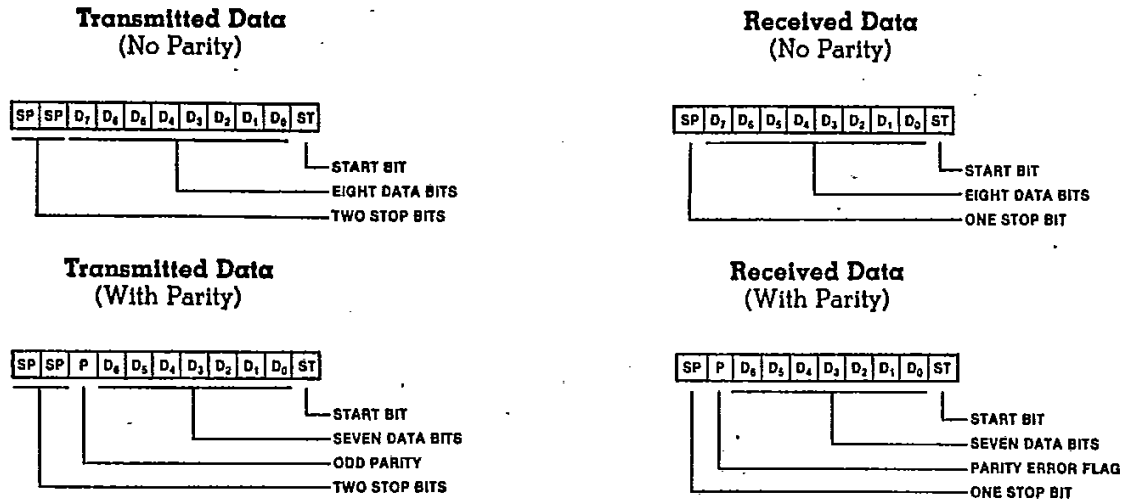 Transmitted Data
(No Parity)
SP SP D₇ D₆ D₅ D₄ D₃ D₂ D₁ D₀ ST
START BIT
EIGHT DATA BITS
TWO STOP BITS
Received Data
(No Parity)
SP D₇ D₆ D₅ D₄ D₃ D₂ D₁ D₀ ST
START BIT
EIGHT DATA BITS
ONE STOP BIT
Transmitted Data
(With Parity)
SP SP P D₆ D₅ D₄ D₃ D₂ D₁ D₀ ST
START BIT
SEVEN DATA BITS
ODD PARITY
TWO STOP BITS
Received Data
(With Parity)
SP P D₆ D₅ D₄ D₃ D₂ D₁ D₀ ST
START BIT
SEVEN DATA BITS
PARITY ERROR FLAG
ONE STOP BIT